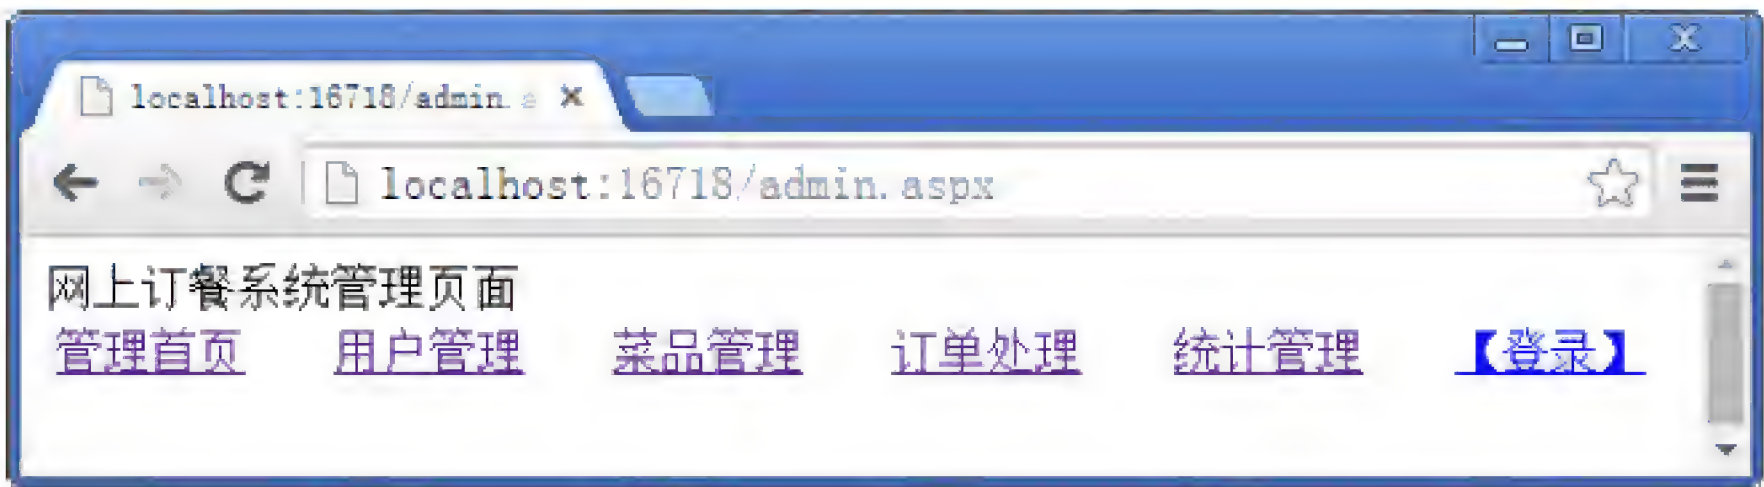 localhost:16718/admin.a
localhost:16718/admin.aspx
网上订餐系统管理页面
管理首页 用户管理 菜品管理 订单处理 统计管理 【登录】